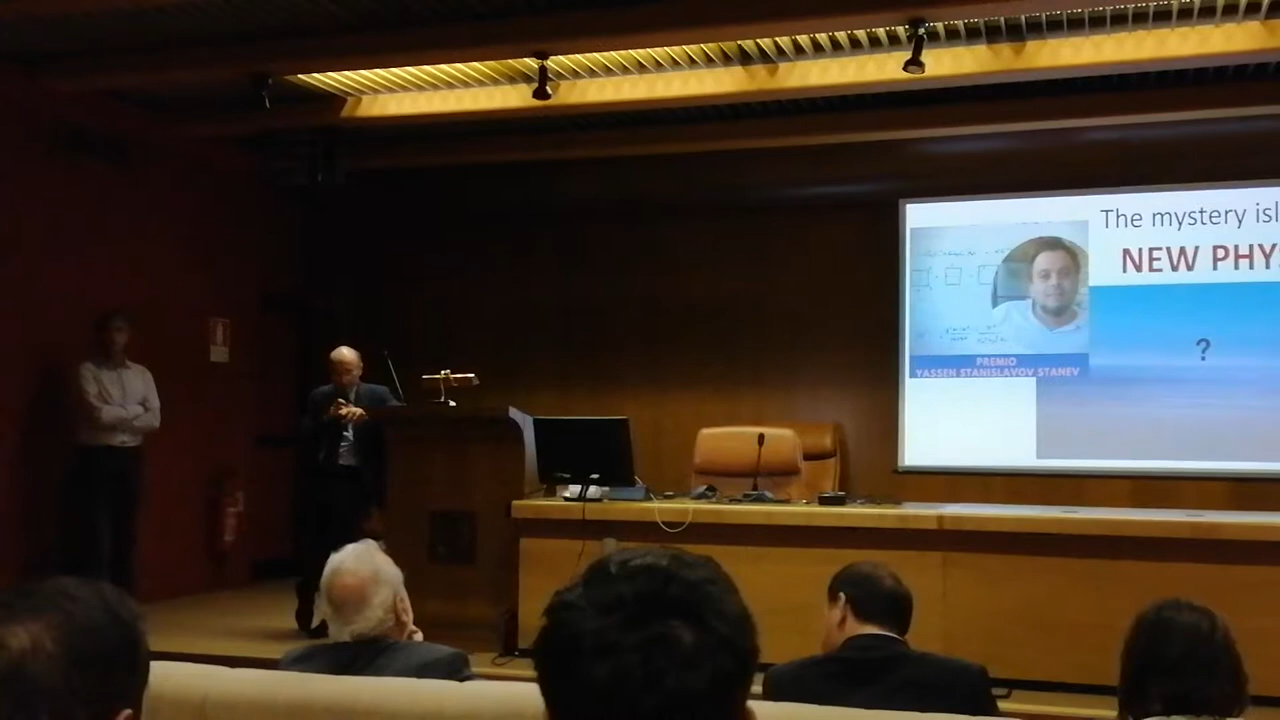 The mystery isl
NEW PHYS
?
PREMIO
YASSEN STANISLAVOV STANEV